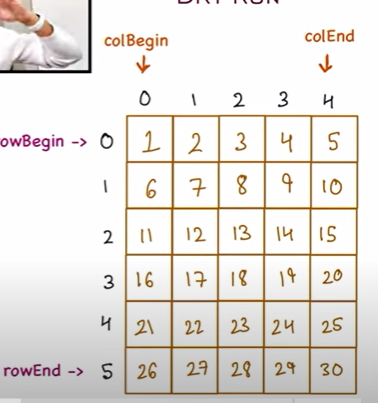 DRY RUN
colBegin colEnd
0 1 2 3 4
owBegin -> 0 1 2 3 4 5
1 6 7 8 9 10
2 11 12 13 14 15
3 16 17 18 19 20
4 21 22 23 24 25
rowEnd -> 5 26 27 28 29 30